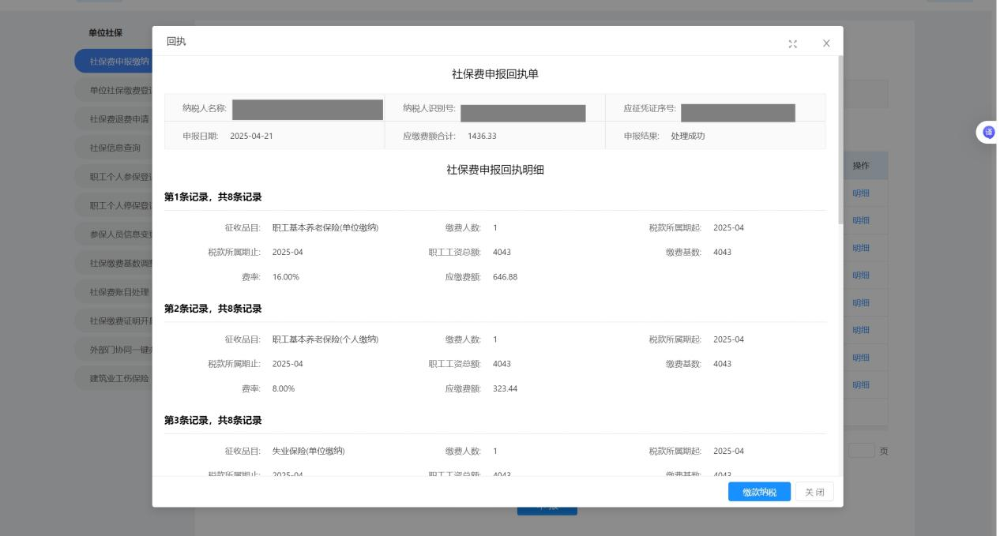 单位社保
社保费申报缴纳
单位社保缴费登
社保费退费申请
社保信息查询
职工个人参保登
职工个人停保登
参保人员信息变
社保缴费基数调
社保费账目处理
社保缴费证明开
外部门协同一键
建筑业工伤保险
回执
社保费申报回执单
纳税人名称:
纳税人识别号:
应征凭证序号:
申报日期: 2025-04-21
应缴费额合计: 1436.33
申报结果: 处理成功
社保费申报回执明细
第1条记录，共8条记录
征收品目: 职工基本养老保险(单位缴纳) 缴费人数: 1 税款所属期起: 2025-04
税款所属期止: 2025-04 职工工资总额: 4043 缴费基数: 4043
费率: 16.00% 应缴费额: 646.88
第2条记录，共8条记录
征收品目: 职工基本养老保险(个人缴纳) 缴费人数: 1 税款所属期起: 2025-04
税款所属期止: 2025-04 职工工资总额: 4043 缴费基数: 4043
费率: 8.00% 应缴费额: 323.44
第3条记录，共8条记录
征收品目: 失业保险(单位缴纳) 缴费人数: 1 税款所属期起: 2025-04
税款所属期止: 2025-04 职工工资总额: 4043 缴费基数: 4043
缴款纳税 关闭
操作
明细
明细
明细
明细
明细
明细
明细
明细
页
译